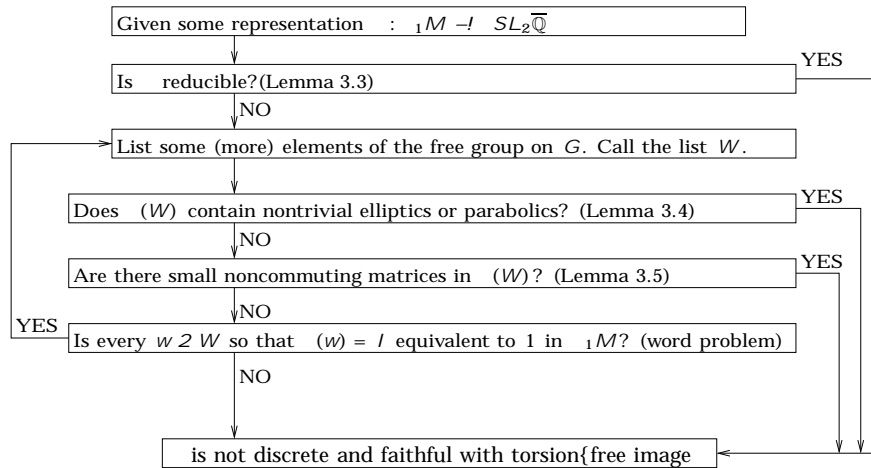 Given some representation : ₁M −! SL₂ℚ̅
YES
Is reducible?(Lemma 3.3)
NO
List some (more) elements of the free group on G. Call the list W.
YES
Does (W) contain nontrivial elliptics or parabolics? (Lemma 3.4)
NO
YES
Are there small noncommuting matrices in (W)? (Lemma 3.5)
NO
YES
Is every w 2 W so that (w) = I equivalent to 1 in ₁M? (word problem)
NO
is not discrete and faithful with torsion{free image